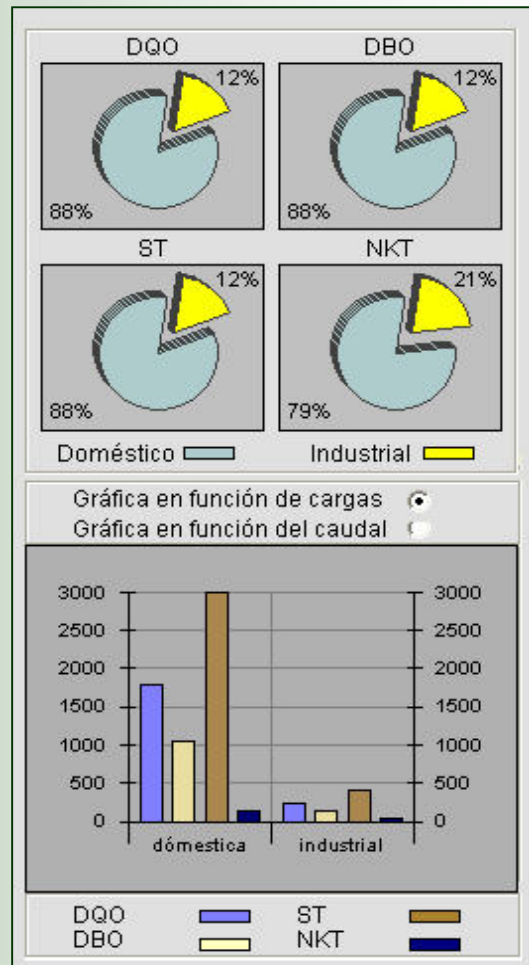 DQO DBO
12% 12%
88% 88%
ST NKT
12% 21%
88% 79%
Doméstico Industrial
Gráfica en función de cargas
Gráfica en función del caudal
3000 3000
2500 2500
2000 2000
1500 1500
1000 1000
500 500
0 0
dómestica industrial
DQO ST
DBO NKT